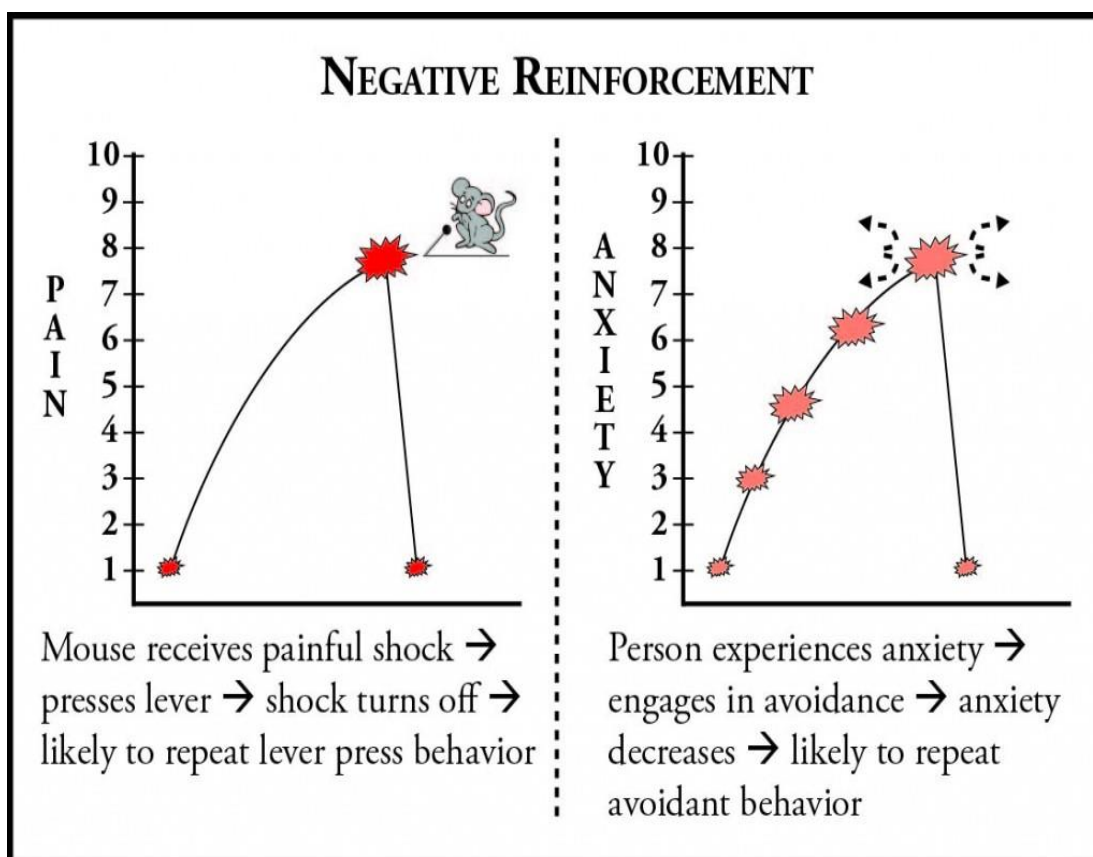 NEGATIVE REINFORCEMENT
PAIN
10
9
8
7
6
5
4
3
2
1
Mouse receives painful shock →
presses lever → shock turns off →
likely to repeat lever press behavior
ANXIETY
10
9
8
7
6
5
4
3
2
1
Person experiences anxiety →
engages in avoidance → anxiety
decreases → likely to repeat
avoidant behavior